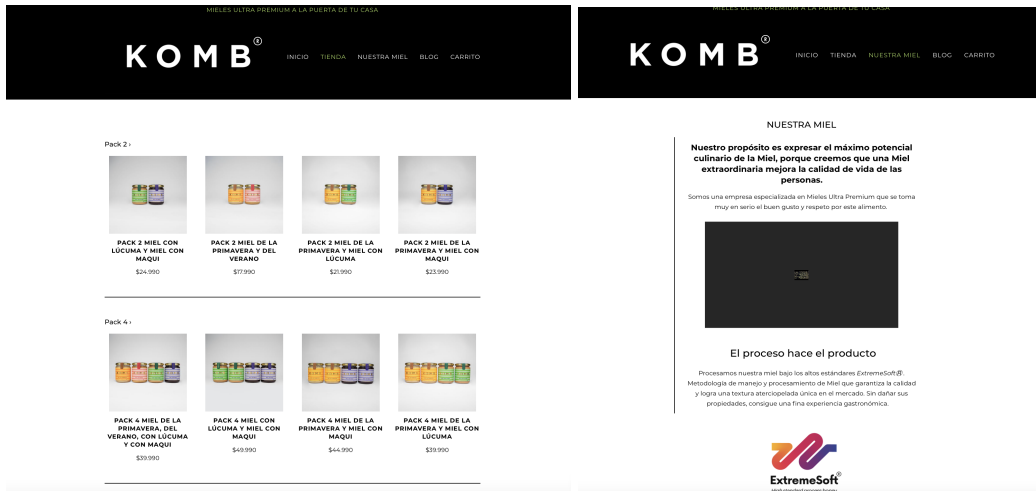 MIELES ULTRA PREMIUM A LA PUERTA DE TU CASA
KOMB®
INICIO TIENDA NUESTRA MIEL BLOG CARRITO
Pack 2 ›
PACK 2 MIEL CON
LÚCUMA Y MIEL CON
MAQUI
$24.990
PACK 2 MIEL DE LA
PRIMAVERA Y DEL
VERANO
$17.990
PACK 2 MIEL DE LA
PRIMAVERA Y MIEL CON
LÚCUMA
$21.990
PACK 2 MIEL DE LA
PRIMAVERA Y MIEL CON
MAQUI
$23.990
Pack 4 ›
PACK 4 MIEL DE LA
PRIMAVERA, DEL
VERANO, CON LÚCUMA
Y CON MAQUI
$39.990
PACK 4 MIEL CON
LÚCUMA Y MIEL CON
MAQUI
$49.990
PACK 4 MIEL DE LA
PRIMAVERA Y MIEL CON
MAQUI
$44.990
PACK 4 MIEL DE LA
PRIMAVERA Y MIEL CON
LÚCUMA
$39.990
MIELES ULTRA PREMIUM A LA PUERTA DE TU CASA
KOMB®
INICIO TIENDA NUESTRA MIEL BLOG CARRITO
NUESTRA MIEL
Nuestro propósito es expresar el máximo potencial
culinario de la Miel, porque creemos que una Miel
extraordinaria mejora la calidad de vida de las
personas.
Somos una empresa especializada en Mieles Ultra Premium que se toma
muy en serio el buen gusto y respeto por este alimento.
El proceso hace el producto
Procesamos nuestra miel bajo los altos estándares ExtremeSoft®.
Metodología de manejo y procesamiento de Miel que garantiza la calidad
y logra una textura aterciopelada única en el mercado. Sin dañar sus
propiedades, consigue una fina experiencia gastronómica.
ExtremeSoft®